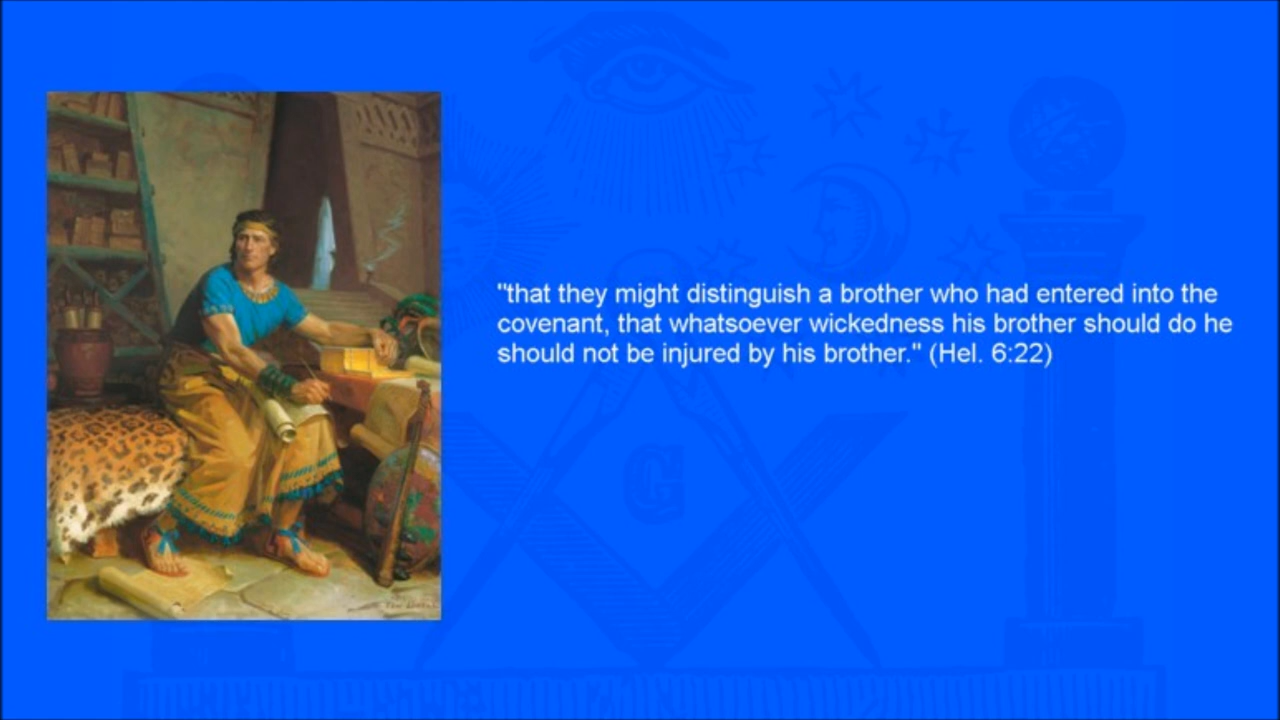 "that they might distinguish a brother who had entered into the
covenant, that whatsoever wickedness his brother should do he
should not be injured by his brother." (Hel. 6:22)
G